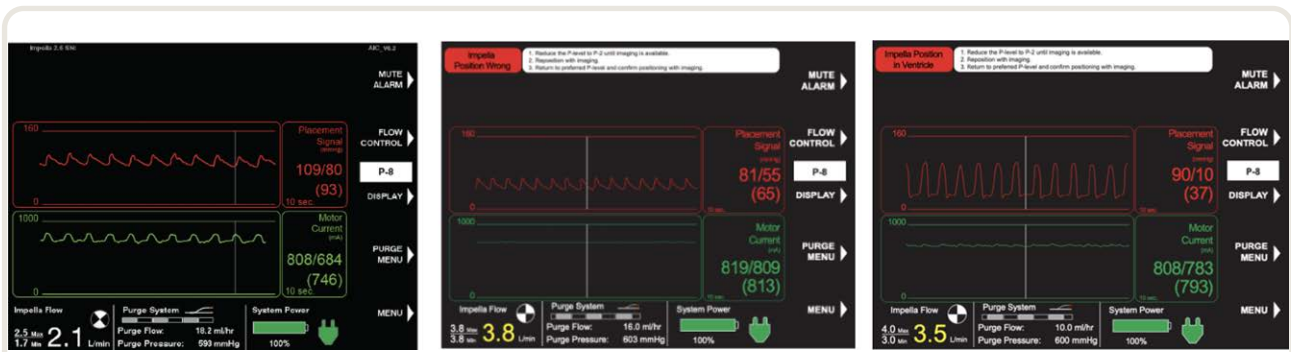 Impella 2.5 SN:
AIC_V6.2
MUTE
ALARM
160
Placement
Signal
(mmHg)
109/80
(93)
0
10 sec.
FLOW
CONTROL
P-8
DISPLAY
1000
Motor
Current
(mA)
808/684
(746)
0
10 sec.
PURGE
MENU
Impella Flow
2.5 Max
1.7 Min
2.1 L/min
Purge System
Purge Flow: 18.2 ml/hr
Purge Pressure: 593 mmHg
System Power
100%
MENU
Impella
Position Wrong
1. Reduce the P-level to P-2 until imaging is available.
2. Reposition with imaging.
3. Return to preferred P-level and confirm positioning with imaging.
MUTE
ALARM
160
Placement
Signal
(mmHg)
81/55
(65)
0
10 sec.
FLOW
CONTROL
P-8
DISPLAY
1000
Motor
Current
(mA)
819/809
(813)
0
10 sec.
PURGE
MENU
Impella Flow
3.8 Max
3.8 Min
3.8 L/min
Purge System
Purge Flow: 16.0 ml/hr
Purge Pressure: 603 mmHg
System Power
100%
MENU
Impella Position
in Ventricle
1. Reduce the P-level to P-2 until imaging is available.
2. Reposition with imaging.
3. Return to preferred P-level and confirm positioning with imaging.
MUTE
ALARM
160
Placement
Signal
(mmHg)
90/10
(37)
0
10 sec.
FLOW
CONTROL
P-8
DISPLAY
1000
Motor
Current
(mA)
808/783
(793)
0
10 sec.
PURGE
MENU
Impella Flow
4.0 Max
3.0 Min
3.5 L/min
Purge System
Purge Flow: 10.0 ml/hr
Purge Pressure: 600 mmHg
System Power
100%
MENU